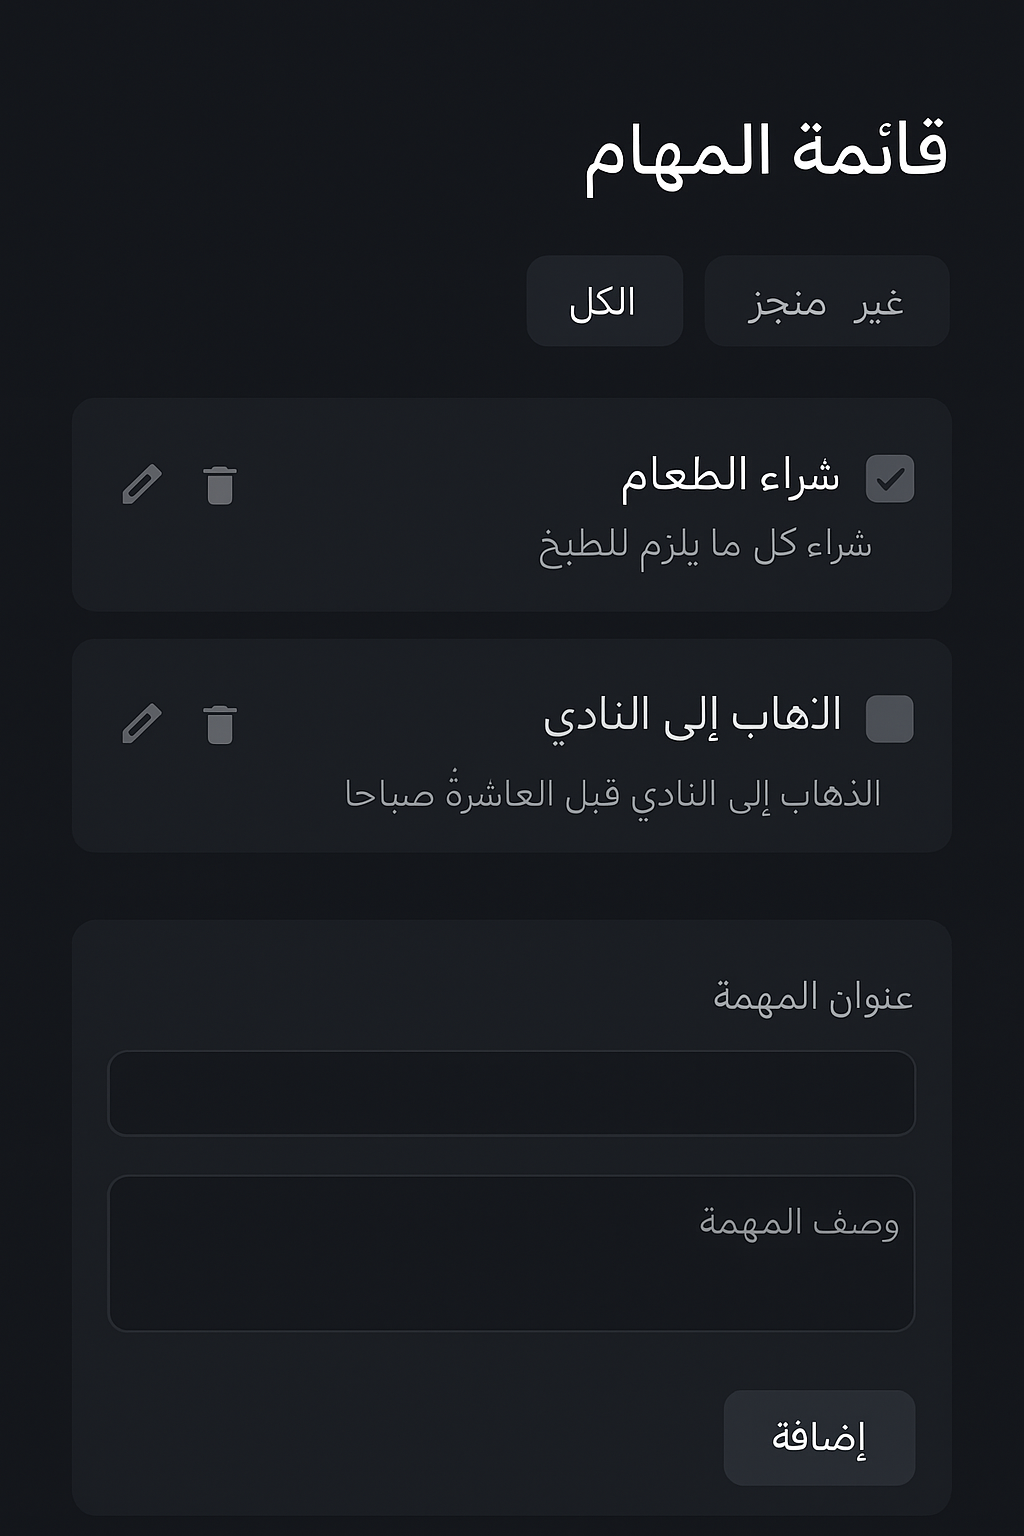 قائمة المهام
غير منجز
الكل
شراء الطعام
شراء كل ما يلزم للطبخ
الذهاب إلى النادي
الذهاب إلى النادي قبل العاشرة صباحا
عنوان المهمة
وصف المهمة
إضافة